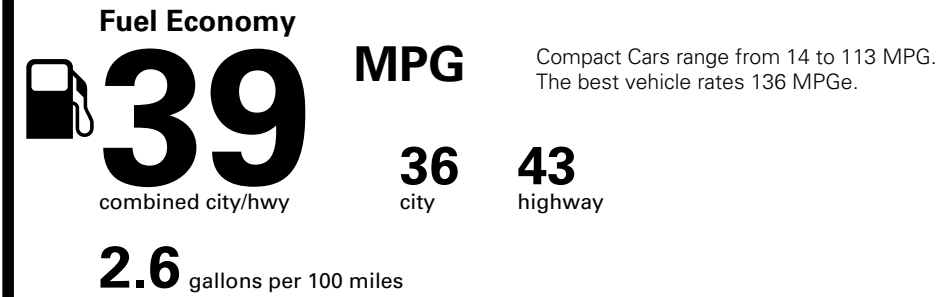 Fuel Economy
39 MPG
combined city/hwy
Compact Cars range from 14 to 113 MPG.
The best vehicle rates 136 MPGe.
36 city
43 highway
2.6 gallons per 100 miles